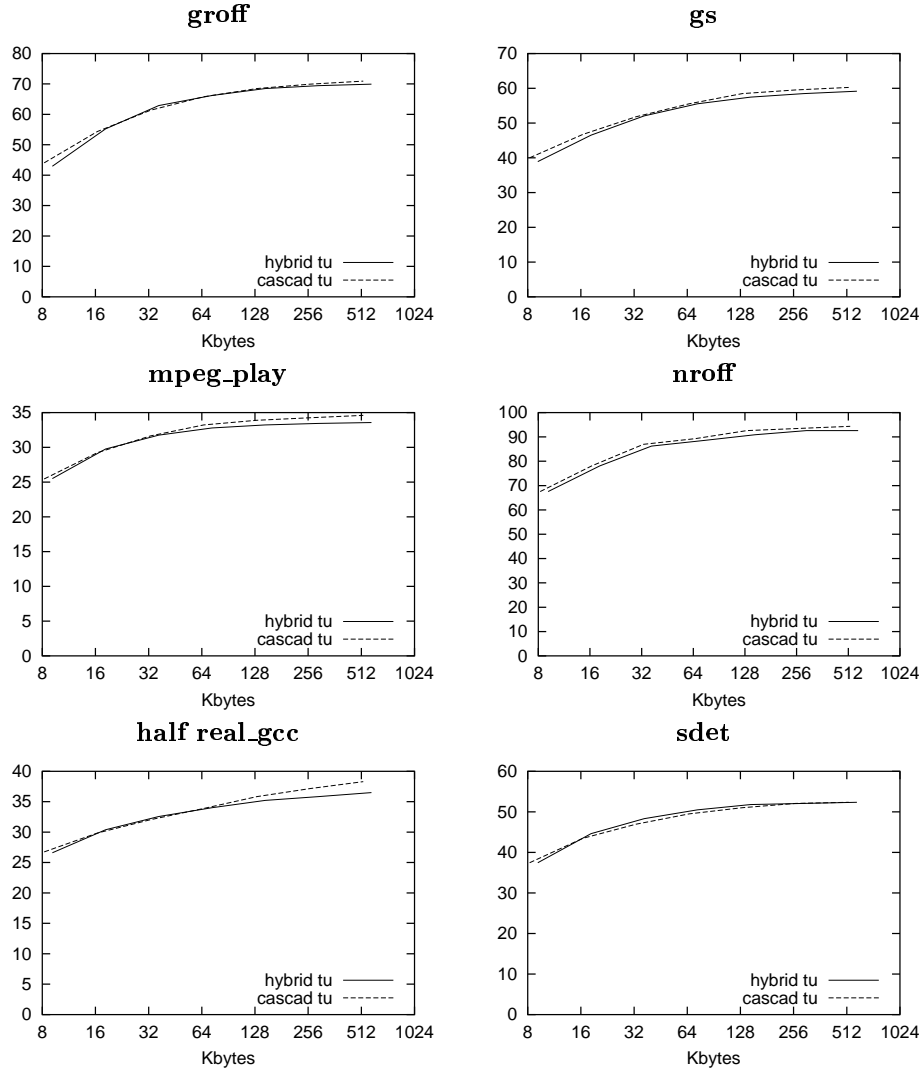 groff
80
70
60
50
40
30
20
10
0
hybrid tu
cascad tu
8 16 32 64 128 256 512 1024
Kbytes
gs
70
60
50
40
30
20
10
0
hybrid tu
cascad tu
8 16 32 64 128 256 512 1024
Kbytes
mpeg_play
35
30
25
20
15
10
5
0
hybrid tu
cascad tu
8 16 32 64 128 256 512 1024
Kbytes
nroff
100
90
80
70
60
50
40
30
20
10
0
hybrid tu
cascad tu
8 16 32 64 128 256 512 1024
Kbytes
half real_gcc
40
35
30
25
20
15
10
5
0
hybrid tu
cascad tu
8 16 32 64 128 256 512 1024
Kbytes
sdet
60
50
40
30
20
10
0
hybrid tu
cascad tu
8 16 32 64 128 256 512 1024
Kbytes